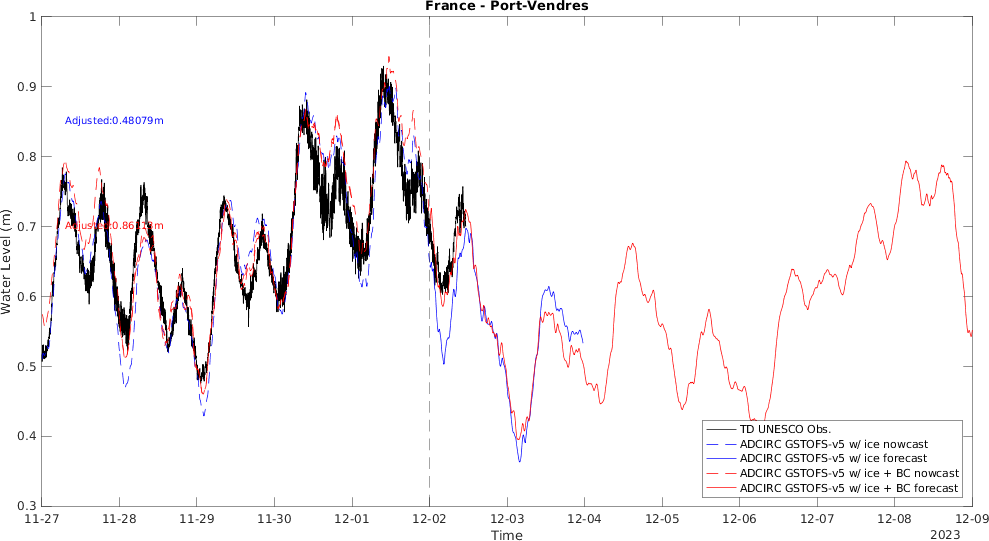 France - Port-Vendres
Water Level (m)
1
0.9
0.8
0.7
0.6
0.5
0.4
0.3
Adjusted:0.48079m
11-27
11-28
11-29
11-30
12-01
12-02
12-03
12-04
12-05
12-06
12-07
12-08
12-09
Time
2023
TD UNESCO Obs.
ADCIRC GSTOFS-v5 w/ ice nowcast
ADCIRC GSTOFS-v5 w/ ice forecast
ADCIRC GSTOFS-v5 w/ ice + BC nowcast
ADCIRC GSTOFS-v5 w/ ice + BC forecast